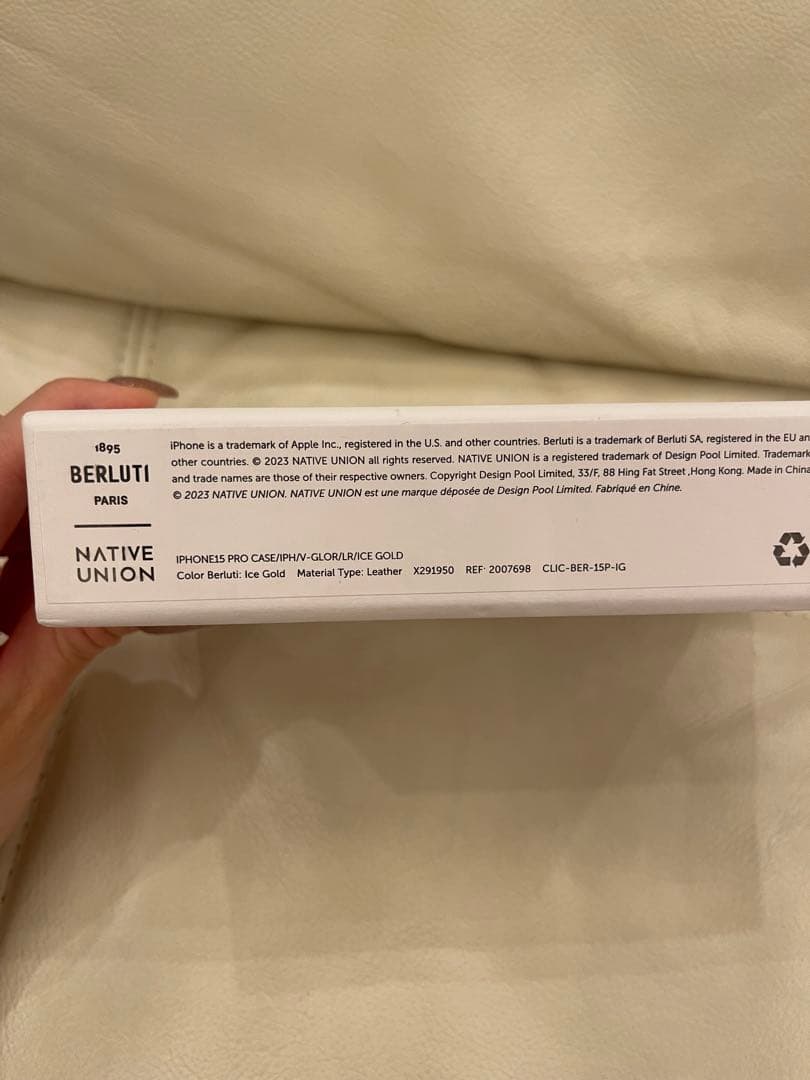 1895
BERLUTI
PARIS
NATIVE
UNION
iPhone is a trademark of Apple Inc., registered in the U.S. and other countries. Berluti is a trademark of Berluti SA, registered in the EU an
other countries. © 2023 NATIVE UNION all rights reserved. NATIVE UNION is a registered trademark of Design Pool Limited. Trademark
and trade names are those of their respective owners. Copyright Design Pool Limited, 33/F, 88 Hing Fat Street ,Hong Kong. Made in China
© 2023 NATIVE UNION. NATIVE UNION est une marque déposée de Design Pool Limited. Fabriqué en Chine.
IPHONE15 PRO CASE/IPH/V-GLOR/LR/ICE GOLD
Color Berluti: Ice Gold Material Type: Leather X291950 REF: 2007698 CLIC-BER-15P-IG